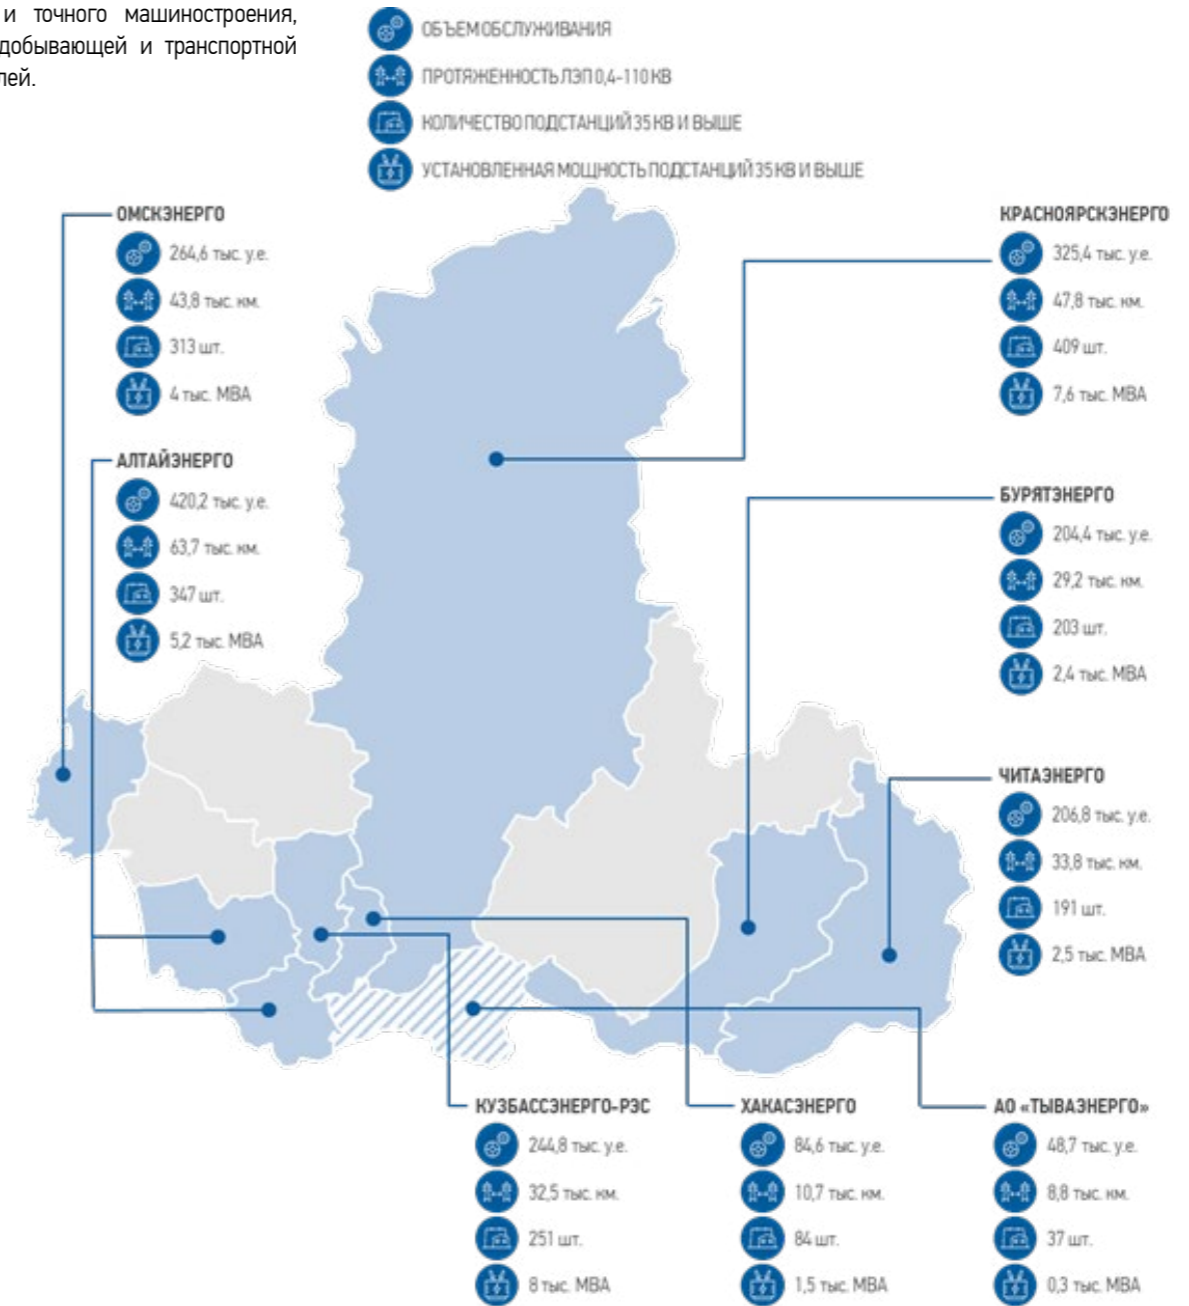 и точного машиностроения,
добывающей и транспортной
лей.
ОБЪЕМ ОБСЛУЖИВАНИЯ
ПРОТЯЖЕННОСТЬ ЛЭП 0,4-110 КВ
КОЛИЧЕСТВО ПОДСТАНЦИЙ 35 КВ И ВЫШЕ
УСТАНОВЛЕННАЯ МОЩНОСТЬ ПОДСТАНЦИЙ 35 КВ И ВЫШЕ
ОМСКЭНЕРГО
264,6 тыс. у.е.
43,8 тыс. км.
313 шт.
4 тыс. МВА
АЛТАЙЭНЕРГО
420,2 тыс. у.е.
63,7 тыс. км.
347 шт.
5,2 тыс. МВА
КРАСНОЯРСКЭНЕРГО
325,4 тыс. у.е.
47,8 тыс. км.
409 шт.
7,6 тыс. МВА
БУРЯТЭНЕРГО
204,4 тыс. у.е.
29,2 тыс. км.
203 шт.
2,4 тыс. МВА
ЧИТАЭНЕРГО
206,8 тыс. у.е.
33,8 тыс. км.
191 шт.
2,5 тыс. МВА
КУЗБАССЭНЕРГО-РЭС
244,8 тыс. у.е.
32,5 тыс. км.
251 шт.
8 тыс. МВА
ХАКАСЭНЕРГО
84,6 тыс. у.е.
10,7 тыс. км.
84 шт.
1,5 тыс. МВА
АО «ТЫВАЭНЕРГО»
48,7 тыс. у.е.
8,8 тыс. км.
37 шт.
0,3 тыс. МВА